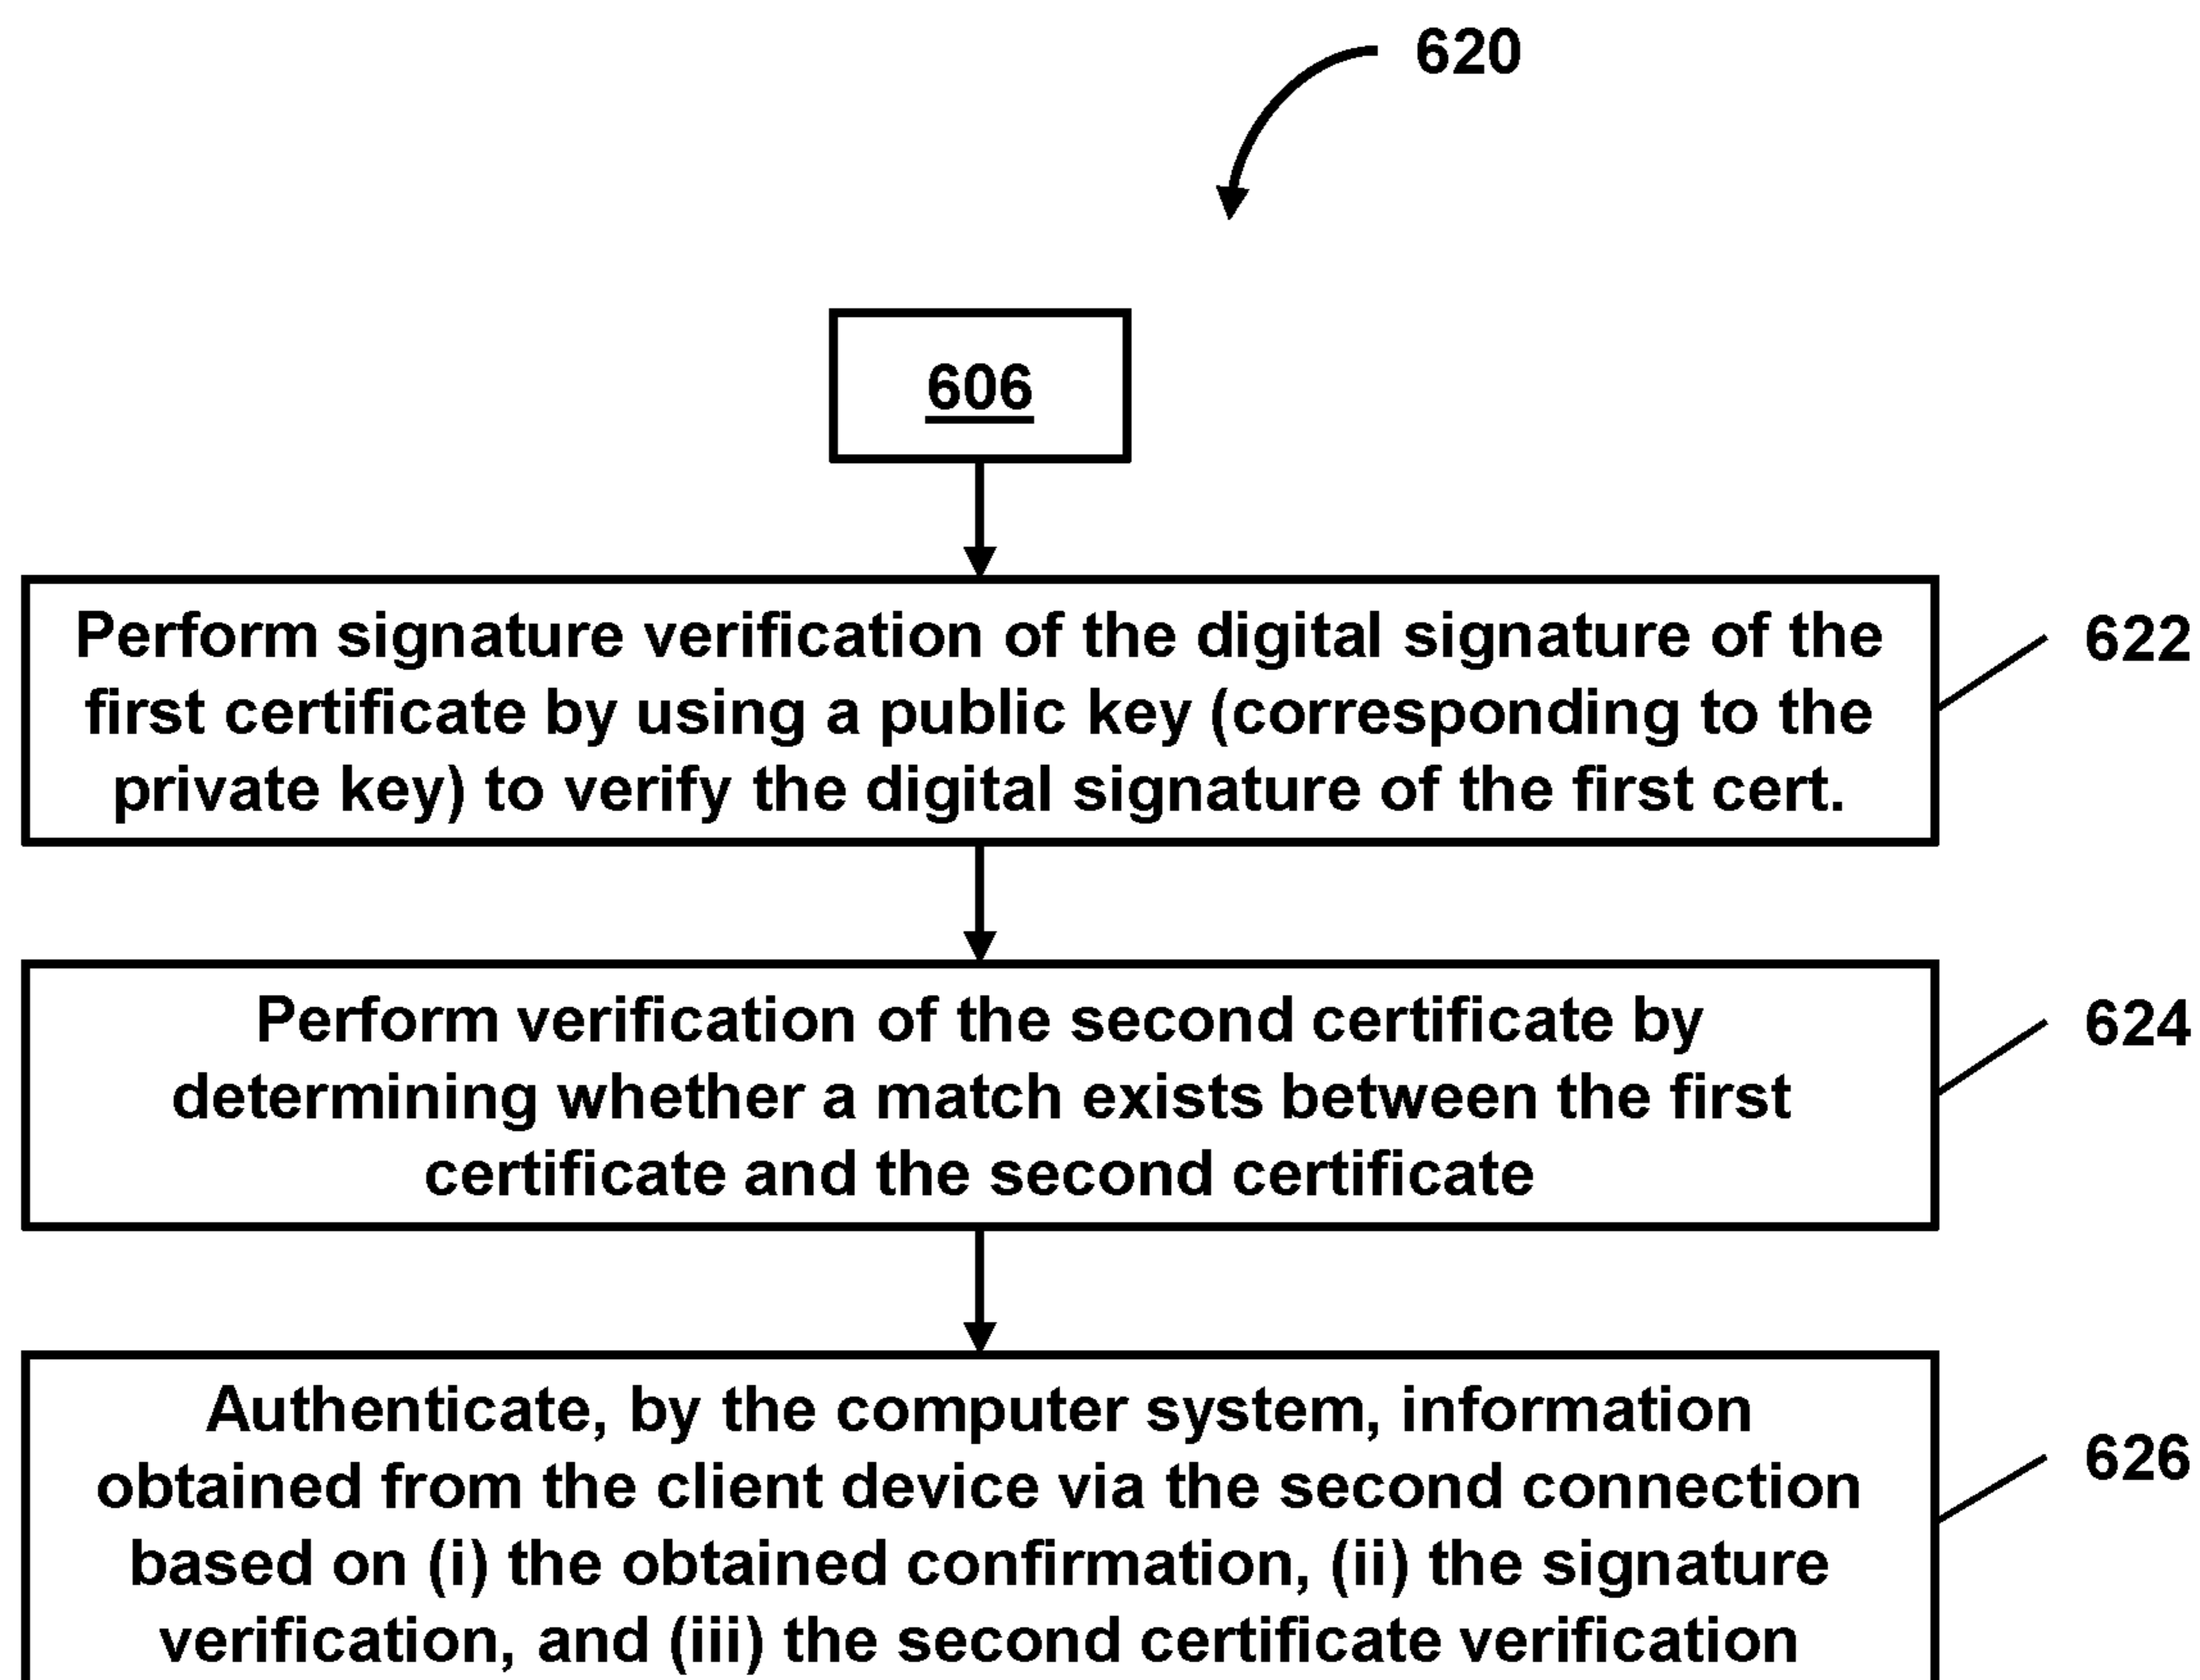 620
606
Perform signature verification of the digital signature of the
first certificate by using a public key (corresponding to the
private key) to verify the digital signature of the first cert.
622
Perform verification of the second certificate by
determining whether a match exists between the first
certificate and the second certificate
624
Authenticate, by the computer system, information
obtained from the client device via the second connection
based on (i) the obtained confirmation, (ii) the signature
verification, and (iii) the second certificate verification
626